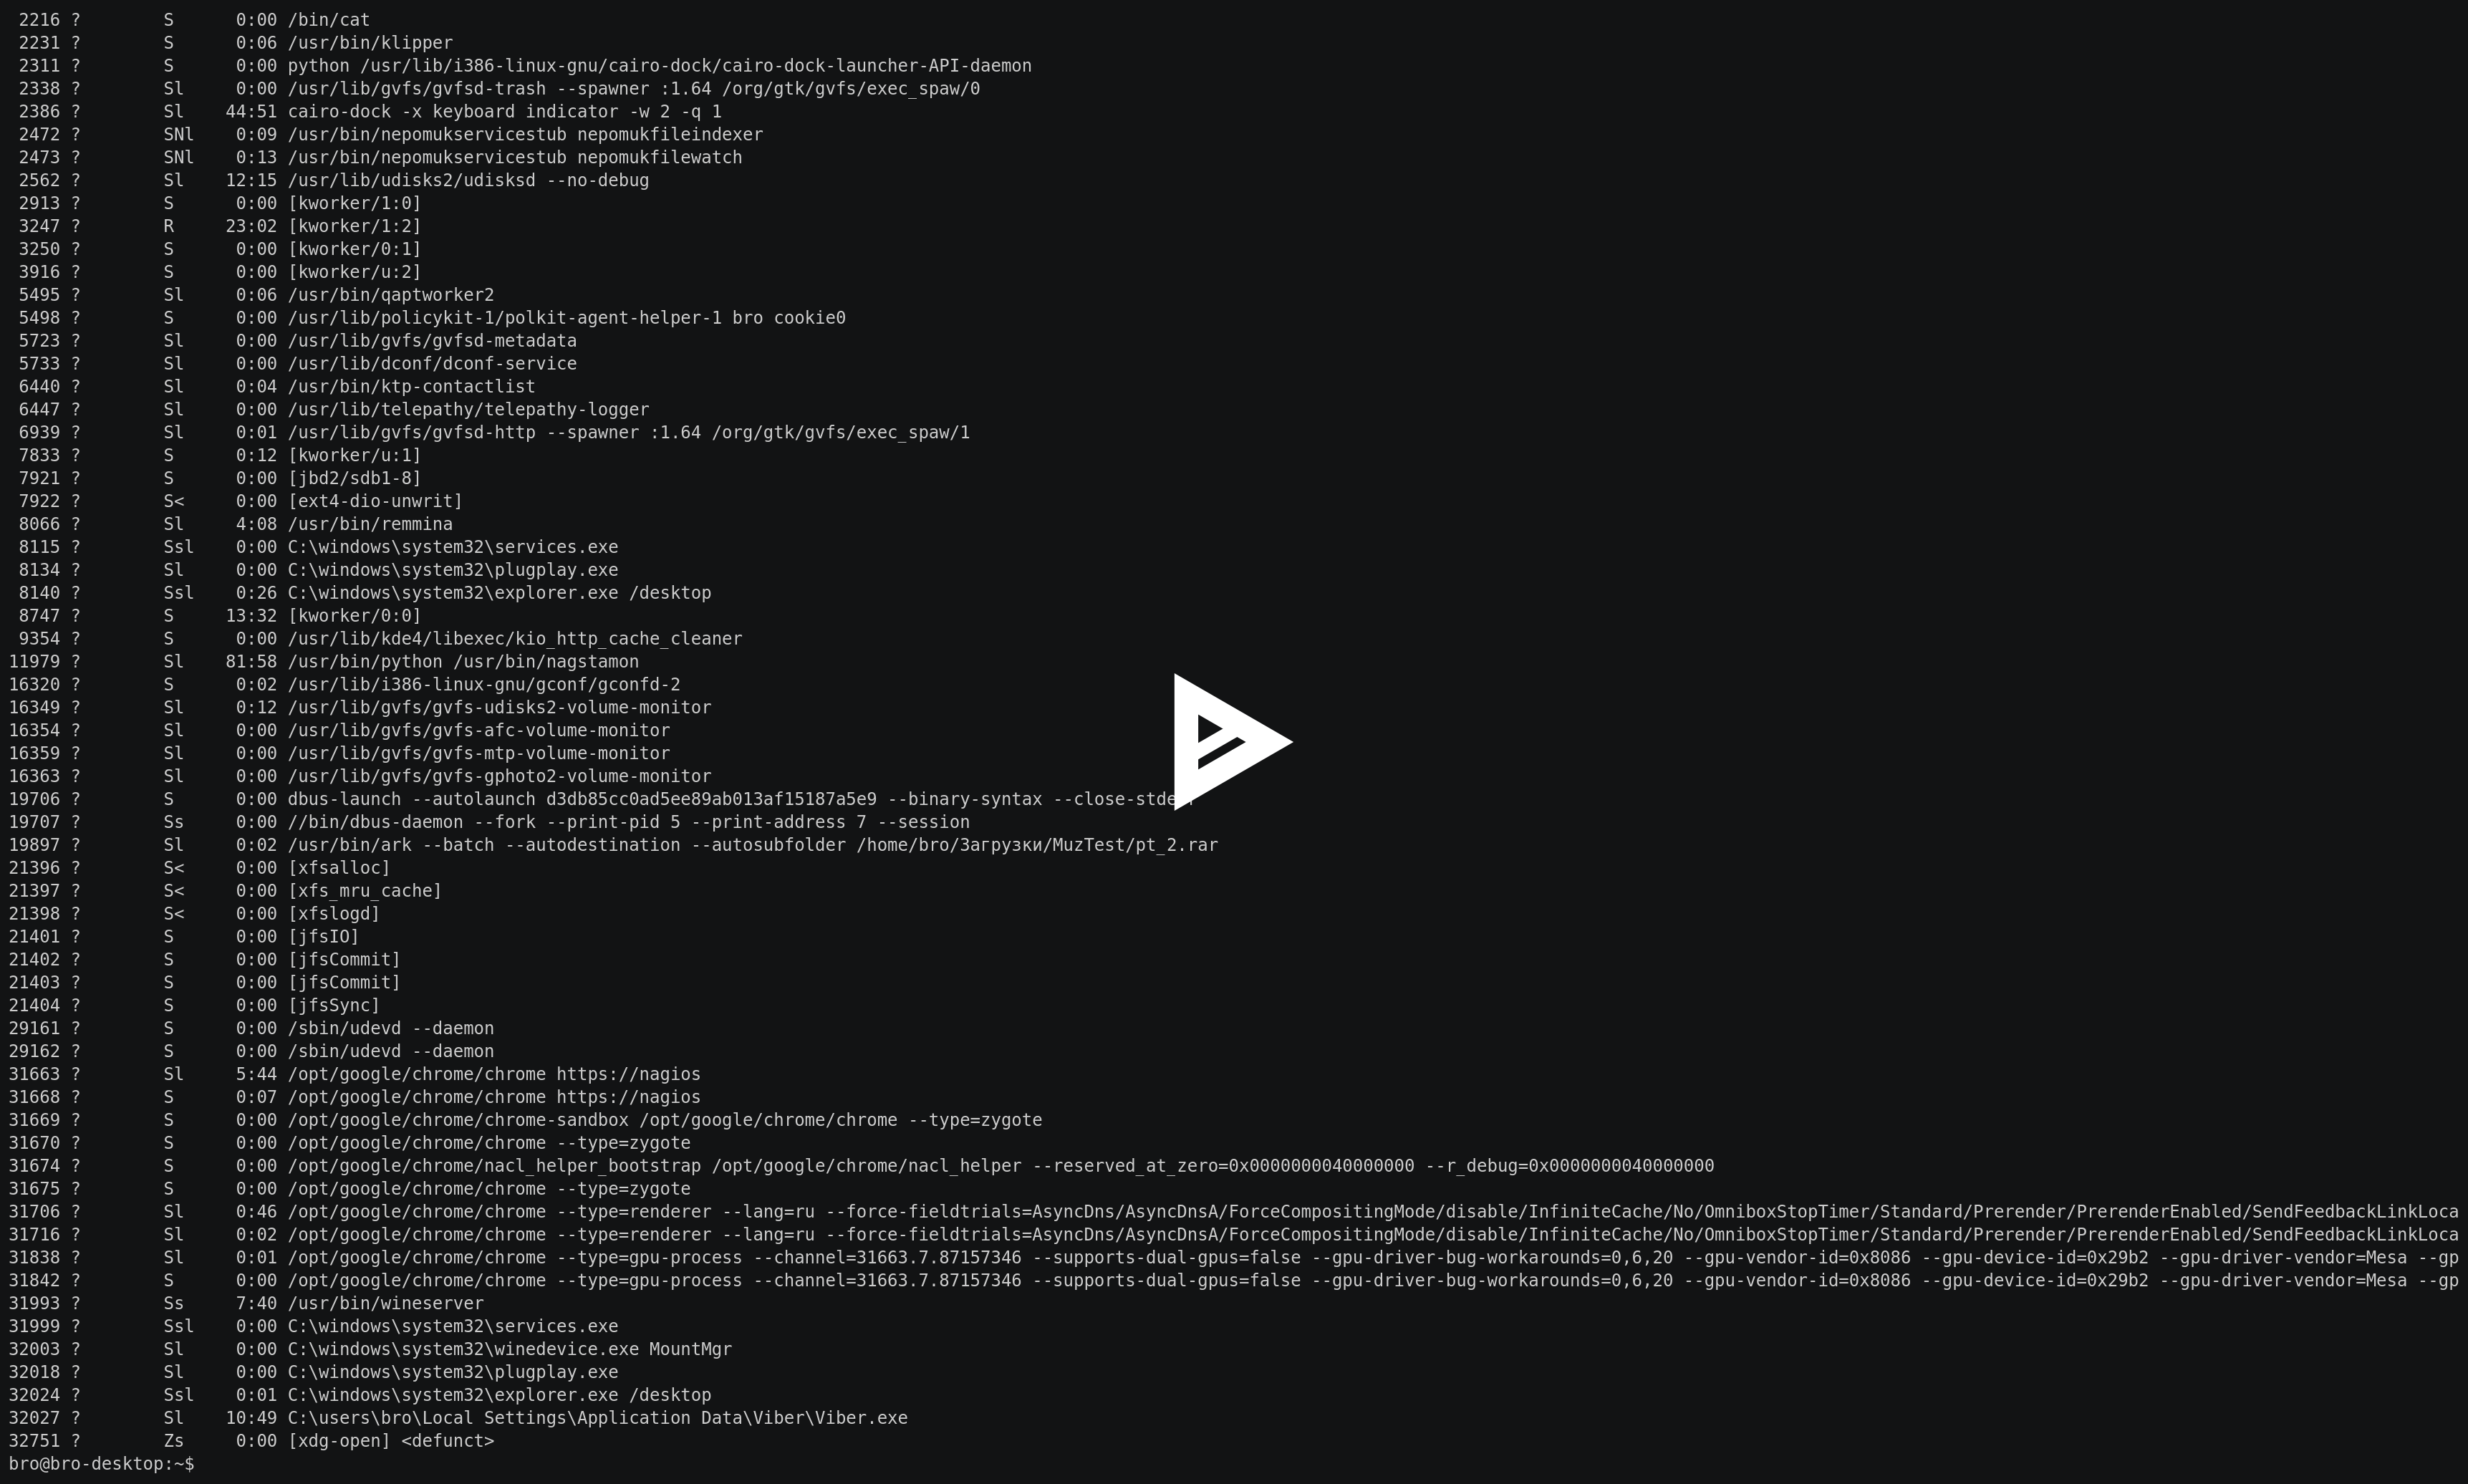 2216 ?        S      0:00 /bin/cat
2231 ?        S      0:06 /usr/bin/klipper
2311 ?        S      0:00 python /usr/lib/i386-linux-gnu/cairo-dock/cairo-dock-launcher-API-daemon
2338 ?        Sl     0:00 /usr/lib/gvfs/gvfsd-trash --spawner :1.64 /org/gtk/gvfs/exec_spaw/0
2386 ?        Sl    44:51 cairo-dock -x keyboard indicator -w 2 -q 1
2472 ?        SNl    0:09 /usr/bin/nepomukservicestub nepomukfileindexer
2473 ?        SNl    0:13 /usr/bin/nepomukservicestub nepomukfilewatch
2562 ?        Sl    12:15 /usr/lib/udisks2/udisksd --no-debug
2913 ?        S      0:00 [kworker/1:0]
3247 ?        R     23:02 [kworker/1:2]
3250 ?        S      0:00 [kworker/0:1]
3916 ?        S      0:00 [kworker/u:2]
5495 ?        Sl     0:06 /usr/bin/qaptworker2
5498 ?        S      0:00 /usr/lib/policykit-1/polkit-agent-helper-1 bro cookie0
5723 ?        Sl     0:00 /usr/lib/gvfs/gvfsd-metadata
5733 ?        Sl     0:00 /usr/lib/dconf/dconf-service
6440 ?        Sl     0:04 /usr/bin/ktp-contactlist
6447 ?        Sl     0:00 /usr/lib/telepathy/telepathy-logger
6939 ?        Sl     0:01 /usr/lib/gvfs/gvfsd-http --spawner :1.64 /org/gtk/gvfs/exec_spaw/1
7833 ?        S      0:12 [kworker/u:1]
7921 ?        S      0:00 [jbd2/sdb1-8]
7922 ?        S<     0:00 [ext4-dio-unwrit]
8066 ?        Sl     4:08 /usr/bin/remmina
8115 ?        Ssl    0:00 C:\windows\system32\services.exe
8134 ?        Sl     0:00 C:\windows\system32\plugplay.exe
8140 ?        Ssl    0:26 C:\windows\system32\explorer.exe /desktop
8747 ?        S     13:32 [kworker/0:0]
9354 ?        S      0:00 /usr/lib/kde4/libexec/kio_http_cache_cleaner
11979 ?        Sl    81:58 /usr/bin/python /usr/bin/nagstamon
16320 ?        S      0:02 /usr/lib/i386-linux-gnu/gconf/gconfd-2
16349 ?        Sl     0:12 /usr/lib/gvfs/gvfs-udisks2-volume-monitor
16354 ?        Sl     0:00 /usr/lib/gvfs/gvfs-afc-volume-monitor
16359 ?        Sl     0:00 /usr/lib/gvfs/gvfs-mtp-volume-monitor
16363 ?        Sl     0:00 /usr/lib/gvfs/gvfs-gphoto2-volume-monitor
19706 ?        S      0:00 dbus-launch --autolaunch d3db85cc0ad5ee89ab013af15187a5e9 --binary-syntax
19707 ?        Ss     0:00 //bin/dbus-daemon --fork --print-pid 5 --print-address 7 --session
19897 ?        Sl     0:02 /usr/bin/ark --batch --autodestination --autosubfolder /home/bro/Загрузки/MuzTest/pt_2.rar
21396 ?        S<     0:00 [xfsalloc]
21397 ?        S<     0:00 [xfs_mru_cache]
21398 ?        S<     0:00 [xfslogd]
21401 ?        S      0:00 [jfsIO]
21402 ?        S      0:00 [jfsCommit]
21403 ?        S      0:00 [jfsCommit]
21404 ?        S      0:00 [jfsSync]
29161 ?        S      0:00 /sbin/udevd --daemon
29162 ?        S      0:00 /sbin/udevd --daemon
31663 ?        Sl     5:44 /opt/google/chrome/chrome https://nagios
31668 ?        S      0:07 /opt/google/chrome/chrome https://nagios
31669 ?        S      0:00 /opt/google/chrome/chrome-sandbox /opt/google/chrome/chrome --type=zygote
31670 ?        S      0:00 /opt/google/chrome/chrome --type=zygote
31674 ?        S      0:00 /opt/google/chrome/nacl_helper_bootstrap /opt/google/chrome/nacl_helper --reserved_at_zero=0x0000000040000000 --r_debug=0x0000000040000000
31675 ?        S      0:00 /opt/google/chrome/chrome --type=zygote
31706 ?        Sl     0:46 /opt/google/chrome/chrome --type=renderer --lang=ru --force-fieldtrials=AsyncDns/AsyncDnsA/ForceCompositingMode/disable/InfiniteCache/No/OmniboxStopTimer/Standard/Prerender/PrerenderEnabled/SendFeedbackLinkLoca
31716 ?        Sl     0:02 /opt/google/chrome/chrome --type=renderer --lang=ru --force-fieldtrials=AsyncDns/AsyncDnsA/ForceCompositingMode/disable/InfiniteCache/No/OmniboxStopTimer/Standard/Prerender/PrerenderEnabled/SendFeedbackLinkLoca
31838 ?        Sl     0:01 /opt/google/chrome/chrome --type=gpu-process --channel=31663.7.87157346 --supports-dual-gpus=false --gpu-driver-bug-workarounds=0,6,20 --gpu-vendor-id=0x8086 --gpu-device-id=0x29b2 --gpu-driver-vendor=Mesa --gp
31842 ?        S      0:00 /opt/google/chrome/chrome --type=gpu-process --channel=31663.7.87157346 --supports-dual-gpus=false --gpu-driver-bug-workarounds=0,6,20 --gpu-vendor-id=0x8086 --gpu-device-id=0x29b2 --gpu-driver-vendor=Mesa --gp
31993 ?        Ss     7:40 /usr/bin/wineserver
31999 ?        Ssl    0:00 C:\windows\system32\services.exe
32003 ?        Sl     0:00 C:\windows\system32\winedevice.exe MountMgr
32018 ?        Sl     0:00 C:\windows\system32\plugplay.exe
32024 ?        Ssl    0:01 C:\windows\system32\explorer.exe /desktop
32027 ?        Sl    10:49 C:\users\bro\Local Settings\Application Data\Viber\Viber.exe
32751 ?        Zs     0:00 [xdg-open] <defunct>
bro@bro-desktop:~$